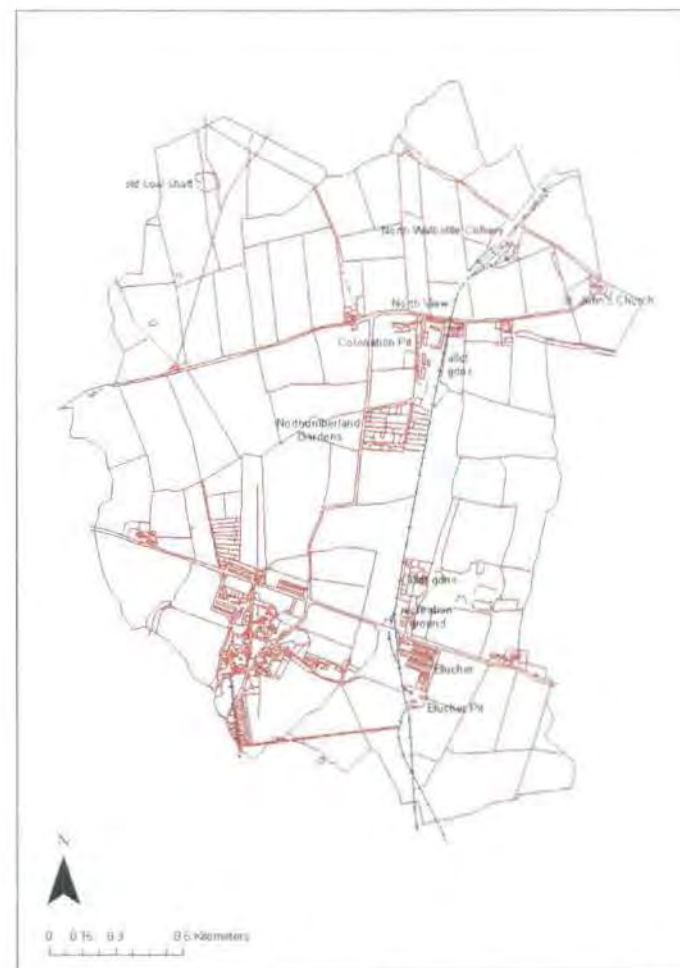 old coal shaft
North Walbottle Colliery
St John's Church
North View
Coronation Pit
allot
gdns
Northumberland
Gardens
allot gdns
recreation
ground
Blucher
Blucher Pit
N
0 0.15 0.3 0.6 Kilometers